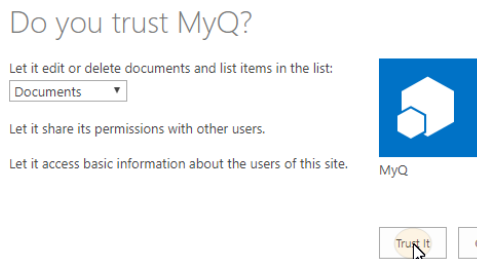 Do you trust MyQ?
Let it edit or delete documents and list items in the list:
Documents
Let it share its permissions with other users.
Let it access basic information about the users of this site.
MyQ
Trust It